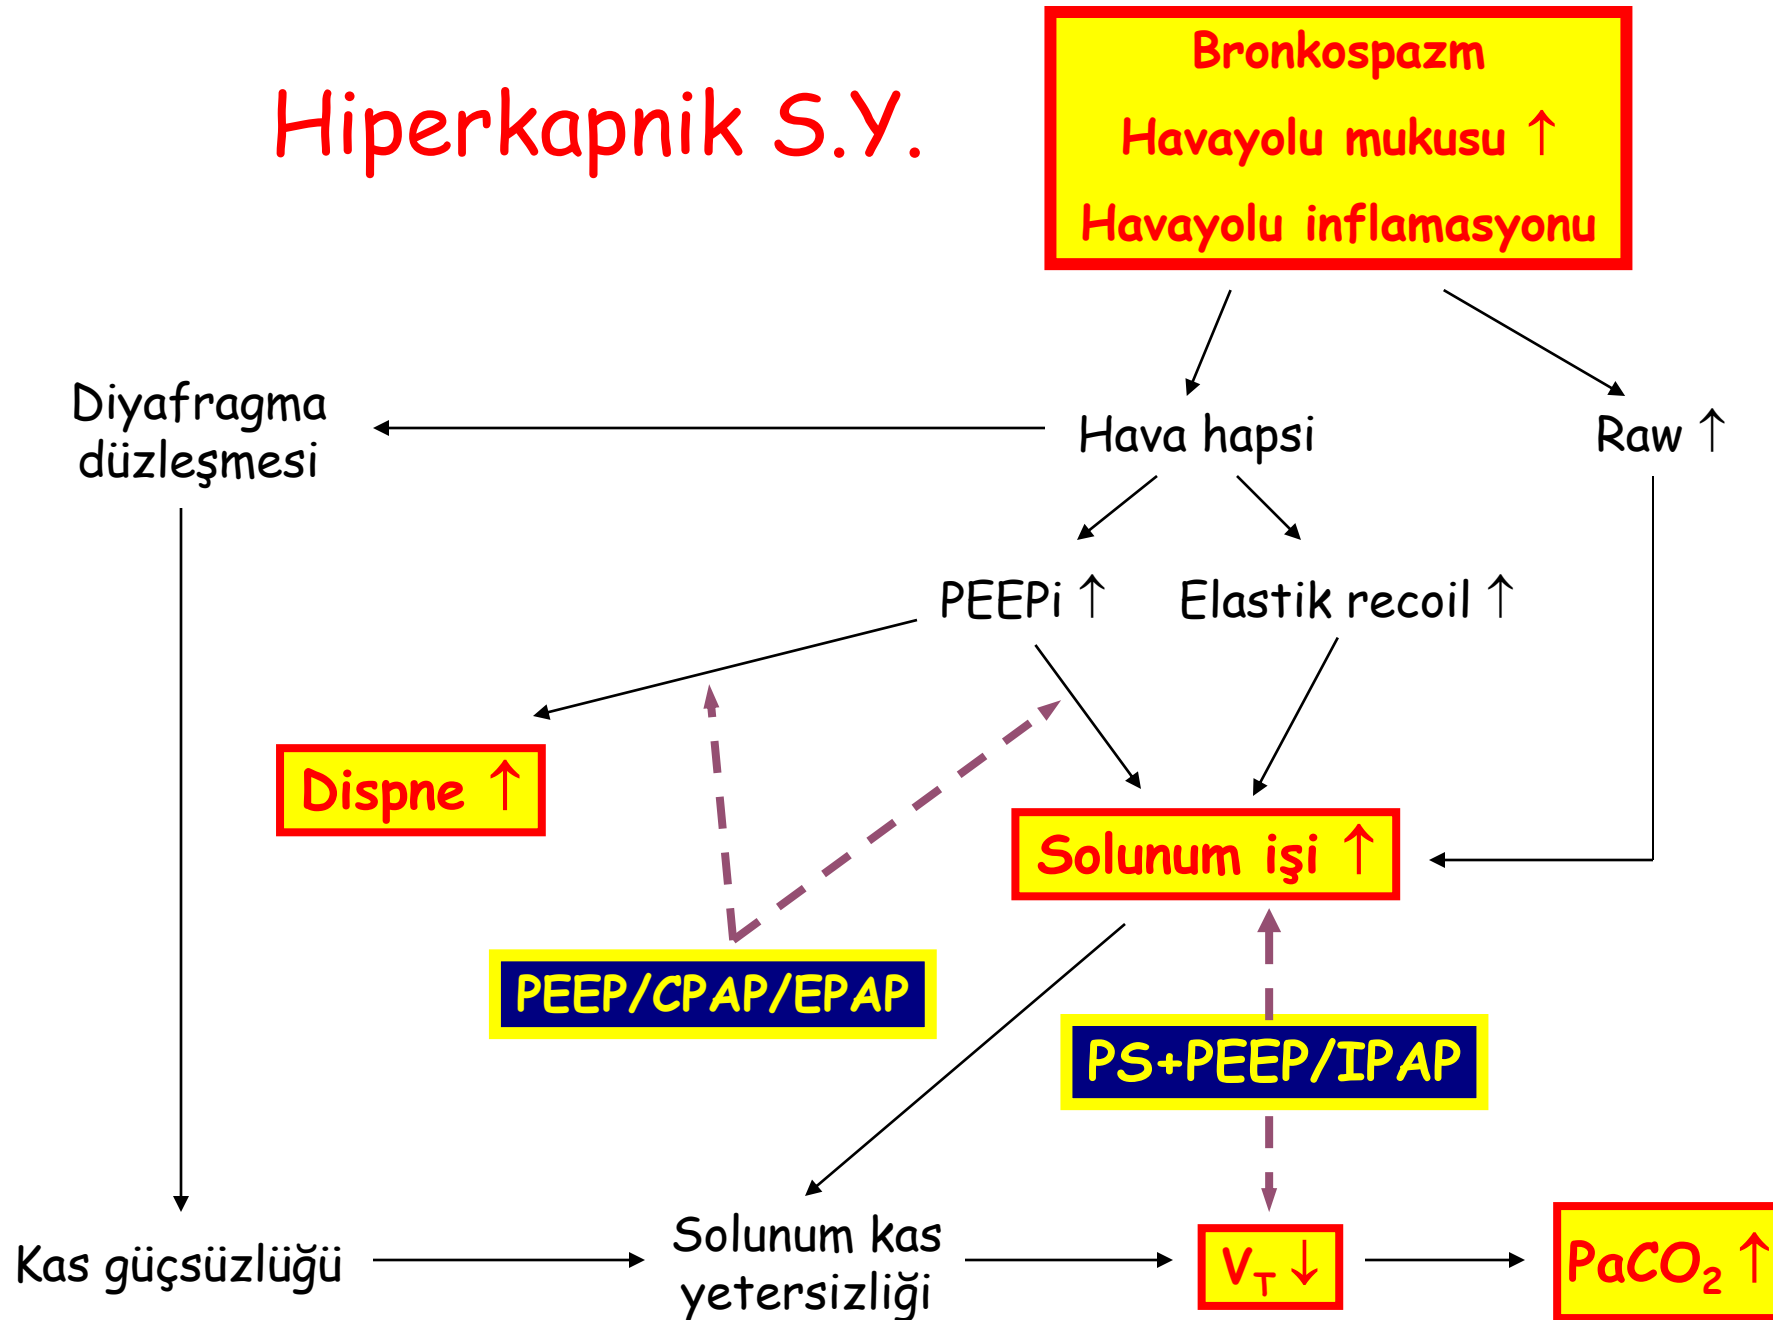 Hiperkapnik S.Y.
Bronkospazm
Havayolu mukusu ↑
Havayolu inflamasyonu
Diyafragma
düzleşmesi
Hava hapsi
Raw ↑
PEEPi ↑
Elastik recoil ↑
Dispne ↑
Solunum işi ↑
PEEP/CPAP/EPAP
PS+PEEP/IPAP
Kas güçsüzlüğü
Solunum kas
yetersizliği
V_T ↓
PaCO₂ ↑